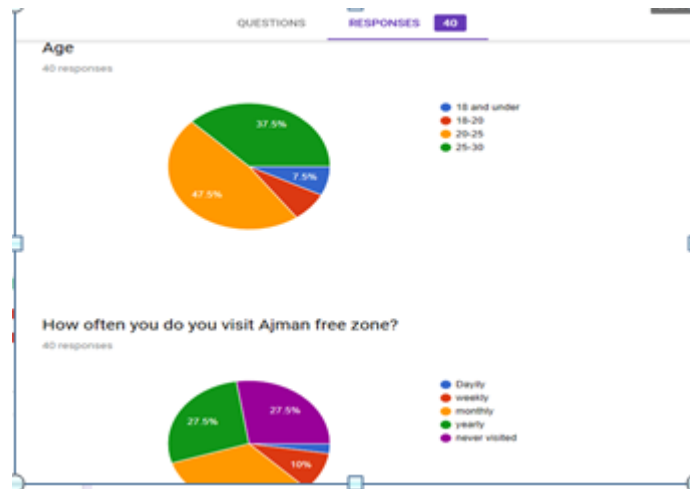 QUESTIONS RESPONSES 40
Age
40 responses
37.5%
7.5%
47.5%
18 and under
18-20
20-25
25-30
How often you do you visit Ajman free zone?
40 responses
27.5%
27.5%
10%
Dayily
weekly
monthly
yearly
never visited